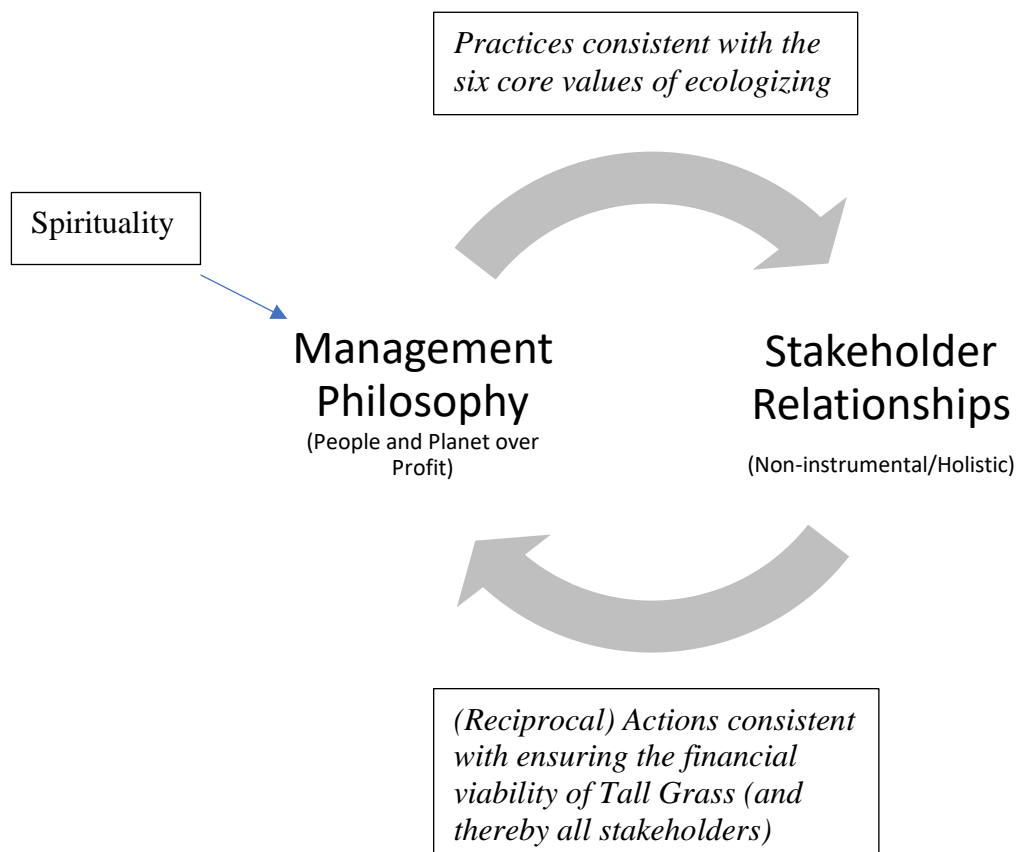 Practices consistent with the
six core values of ecologizing
Spirituality
Management
Philosophy
(People and Planet over
Profit)
Stakeholder
Relationships
(Non-instrumental/Holistic)
(Reciprocal) Actions consistent
with ensuring the financial
viability of Tall Grass (and
thereby all stakeholders)